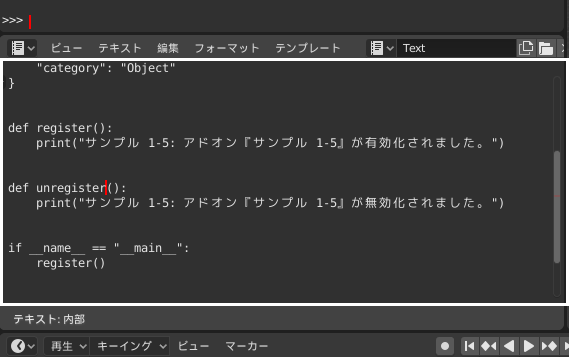 >>>
ビュー テキスト 編集 フォーマット テンプレート Text
"category": "Object"
}
def register():
print("サンプル 1-5: アドオン『サンプル 1-5』が有効化されました。")
def unregister():
print("サンプル 1-5: アドオン『サンプル 1-5』が無効化されました。")
if __name__ == "__main__":
register()
テキスト: 内部
再生 キーイング ビュー マーカー